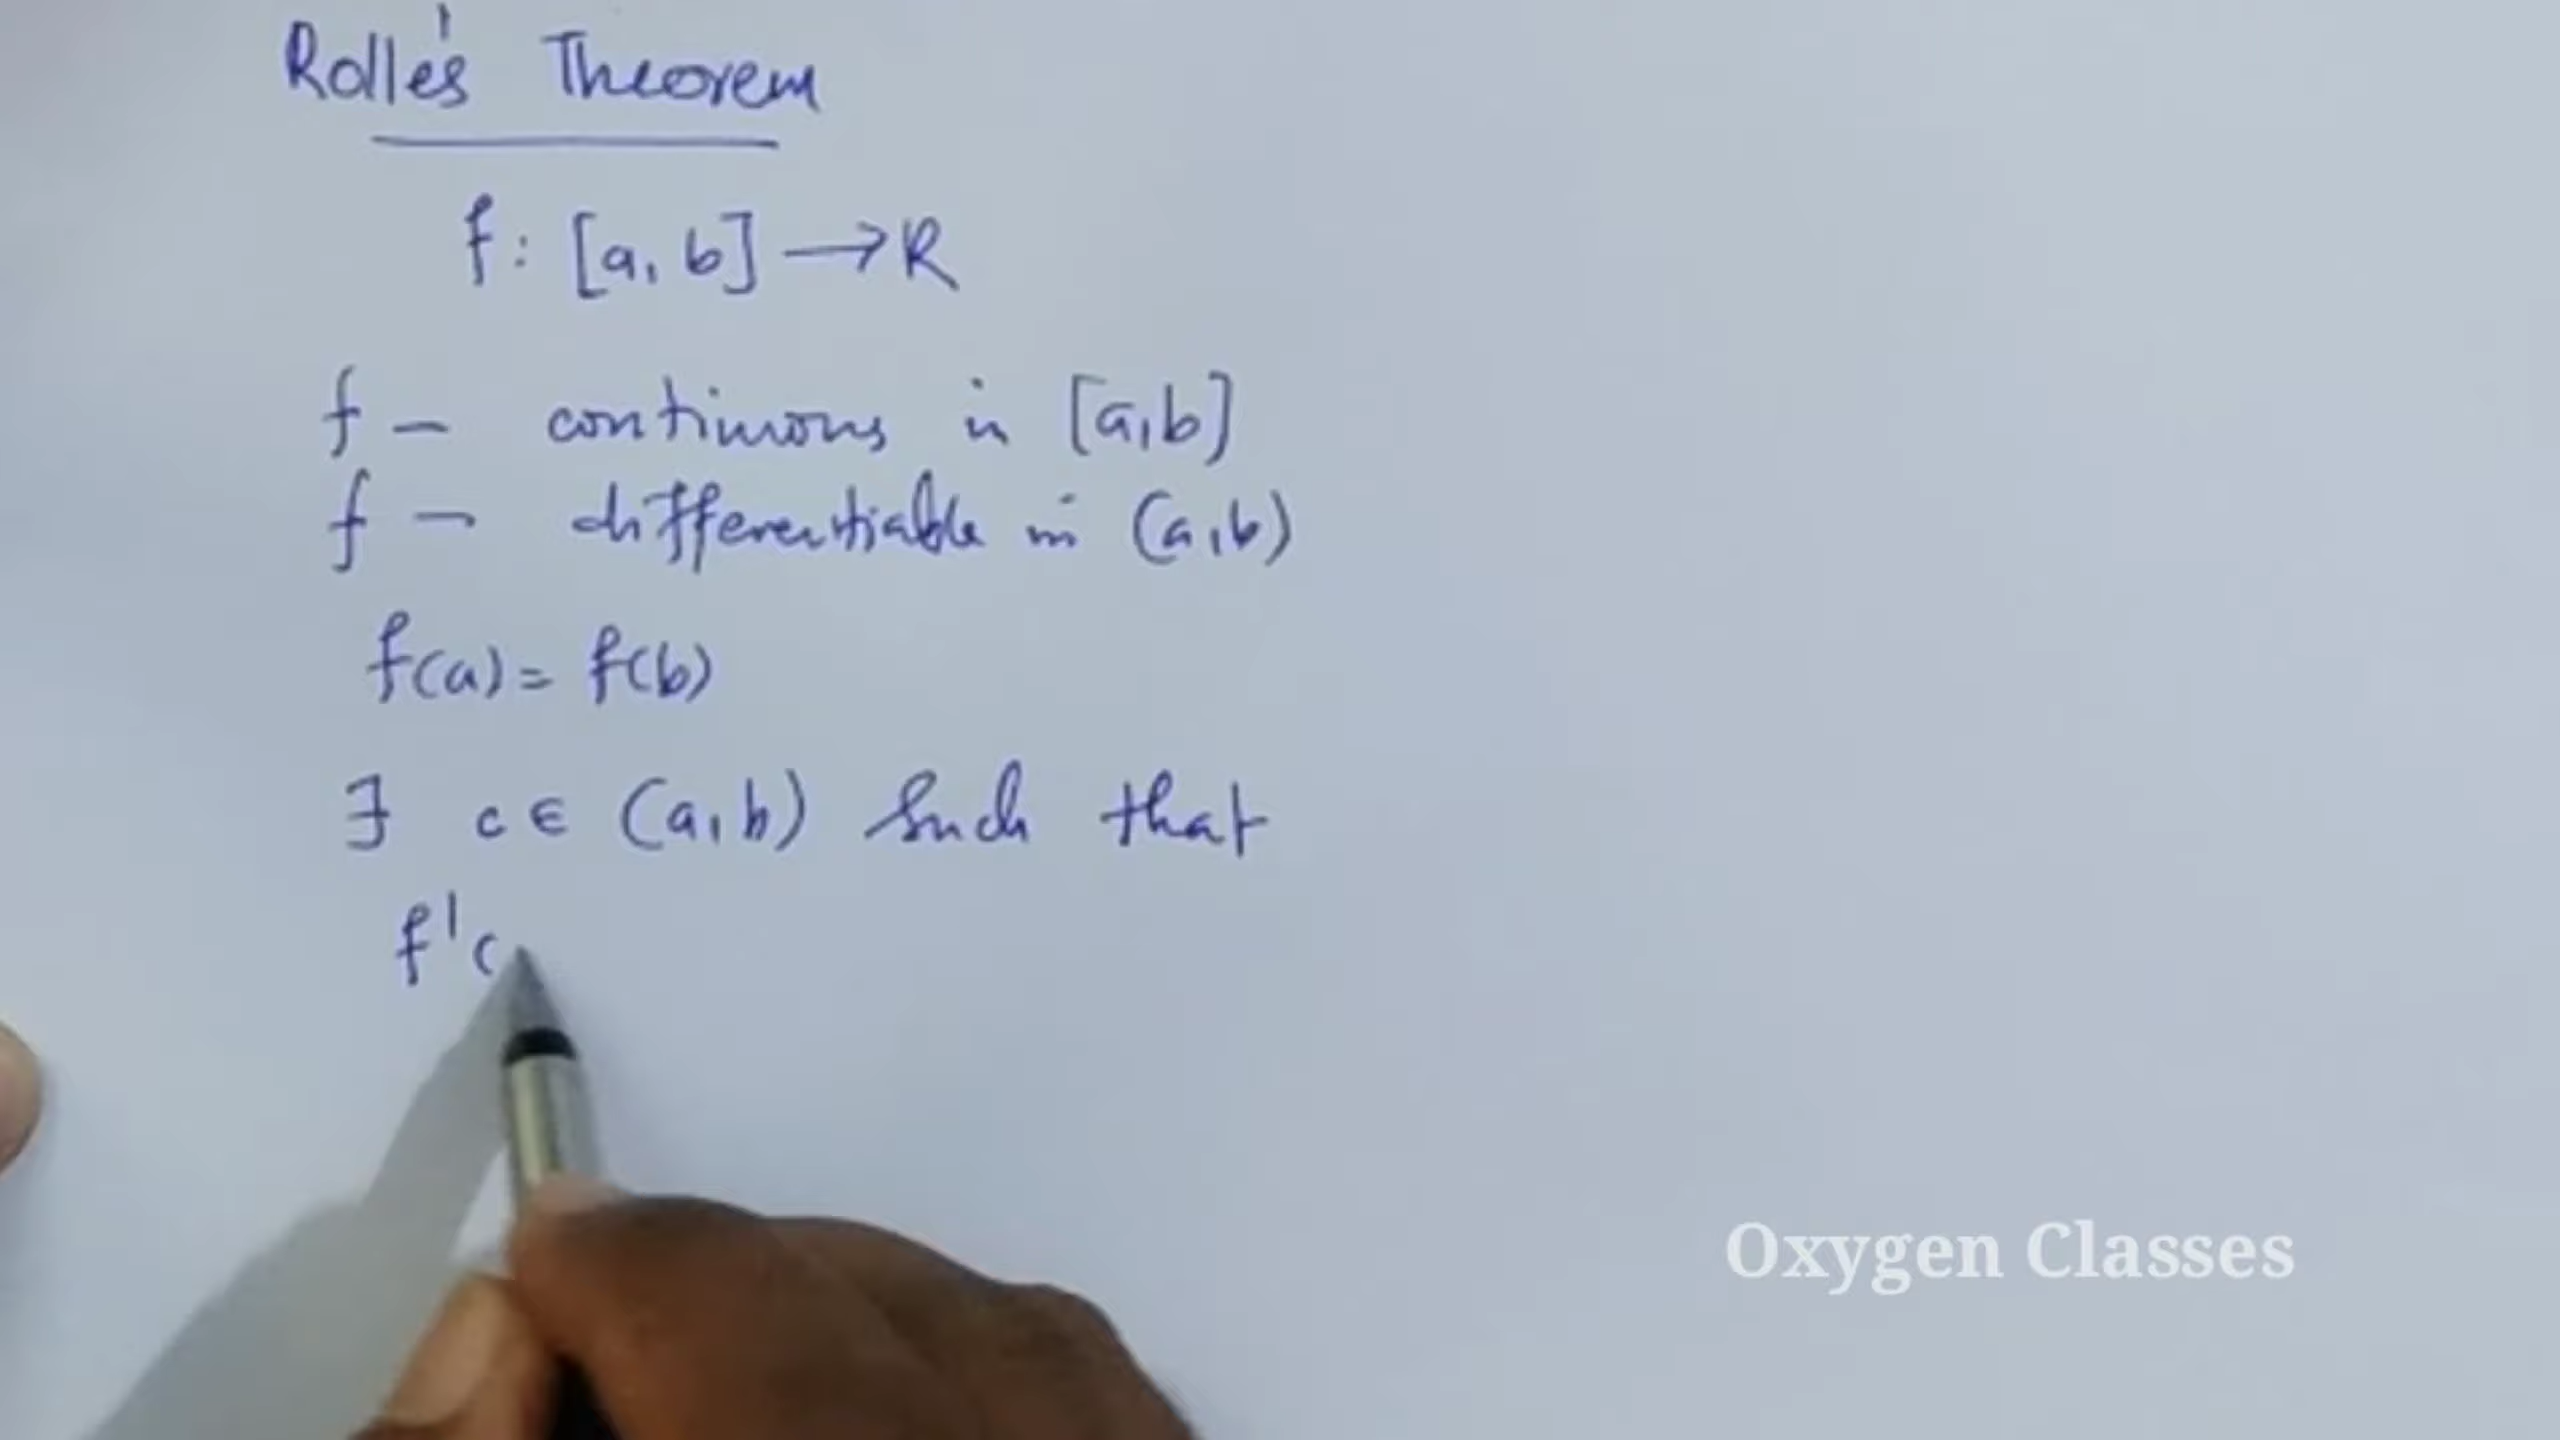 Rolle's Theorem
f: [a, b] → R
f – continuous in [a,b]
f – differentiable in (a,b)
f(a) = f(b)
∃ c ∈ (a,b) such that
f'(
Oxygen Classes